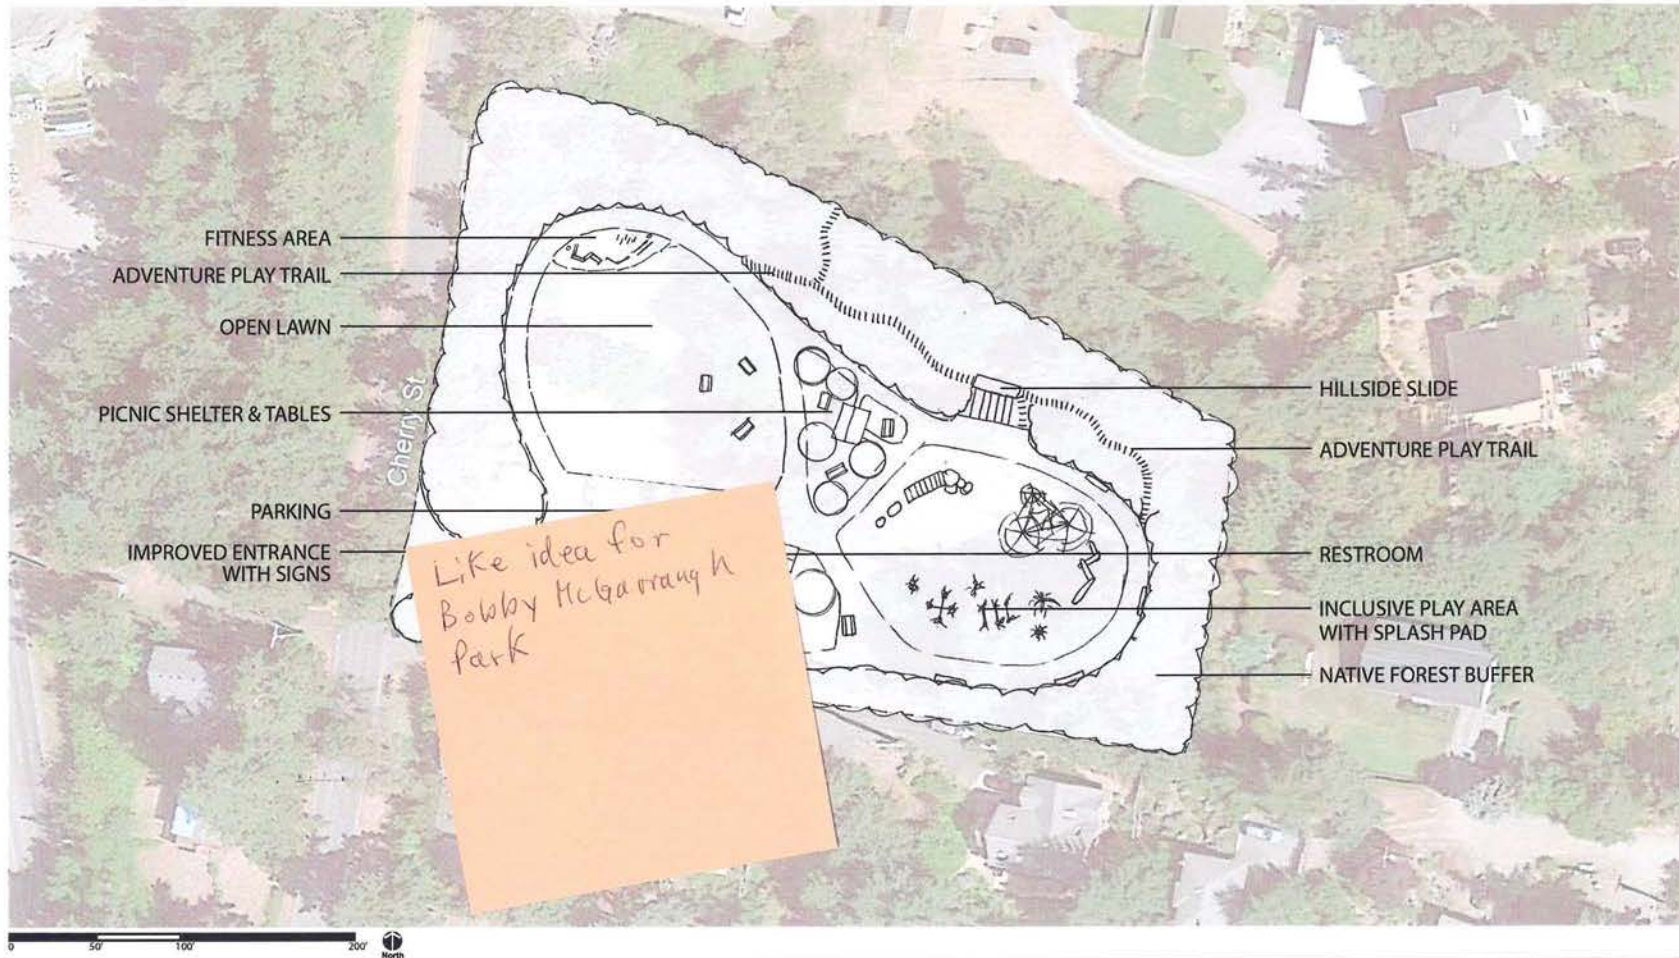 FITNESS AREA
ADVENTURE PLAY TRAIL
OPEN LAWN
PICNIC SHELTER & TABLES
Cherry St
PARKING
IMPROVED ENTRANCE
WITH SIGNS
HILLSIDE SLIDE
ADVENTURE PLAY TRAIL
RESTROOM
INCLUSIVE PLAY AREA
WITH SPLASH PAD
NATIVE FOREST BUFFER
Like idea for
Bobby McGarraugh
Park
0 50' 100' 200'
North